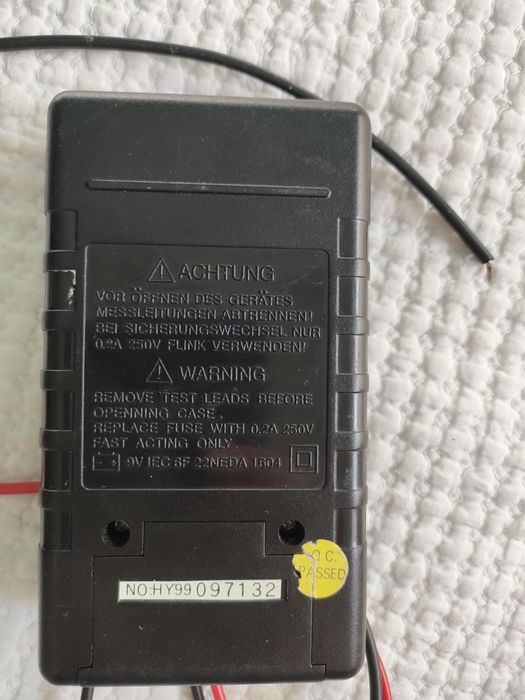 ACHTUNG
VOR ÖFFNEN DES GERÄTES
MESSLEITUNGEN ABTRENNEN!
BEI SICHERUNGSWECHSEL NUR
0,2A 250V FLINK VERWENDEN!
WARNING
REMOVE TEST LEADS BEFORE
OPENNING CASE.
REPLACE FUSE WITH 0,2A 250V
FAST ACTING ONLY.
9V IEC 6F 22NEDA 1604
Q.C.
PASSED
NO:HY99 097132